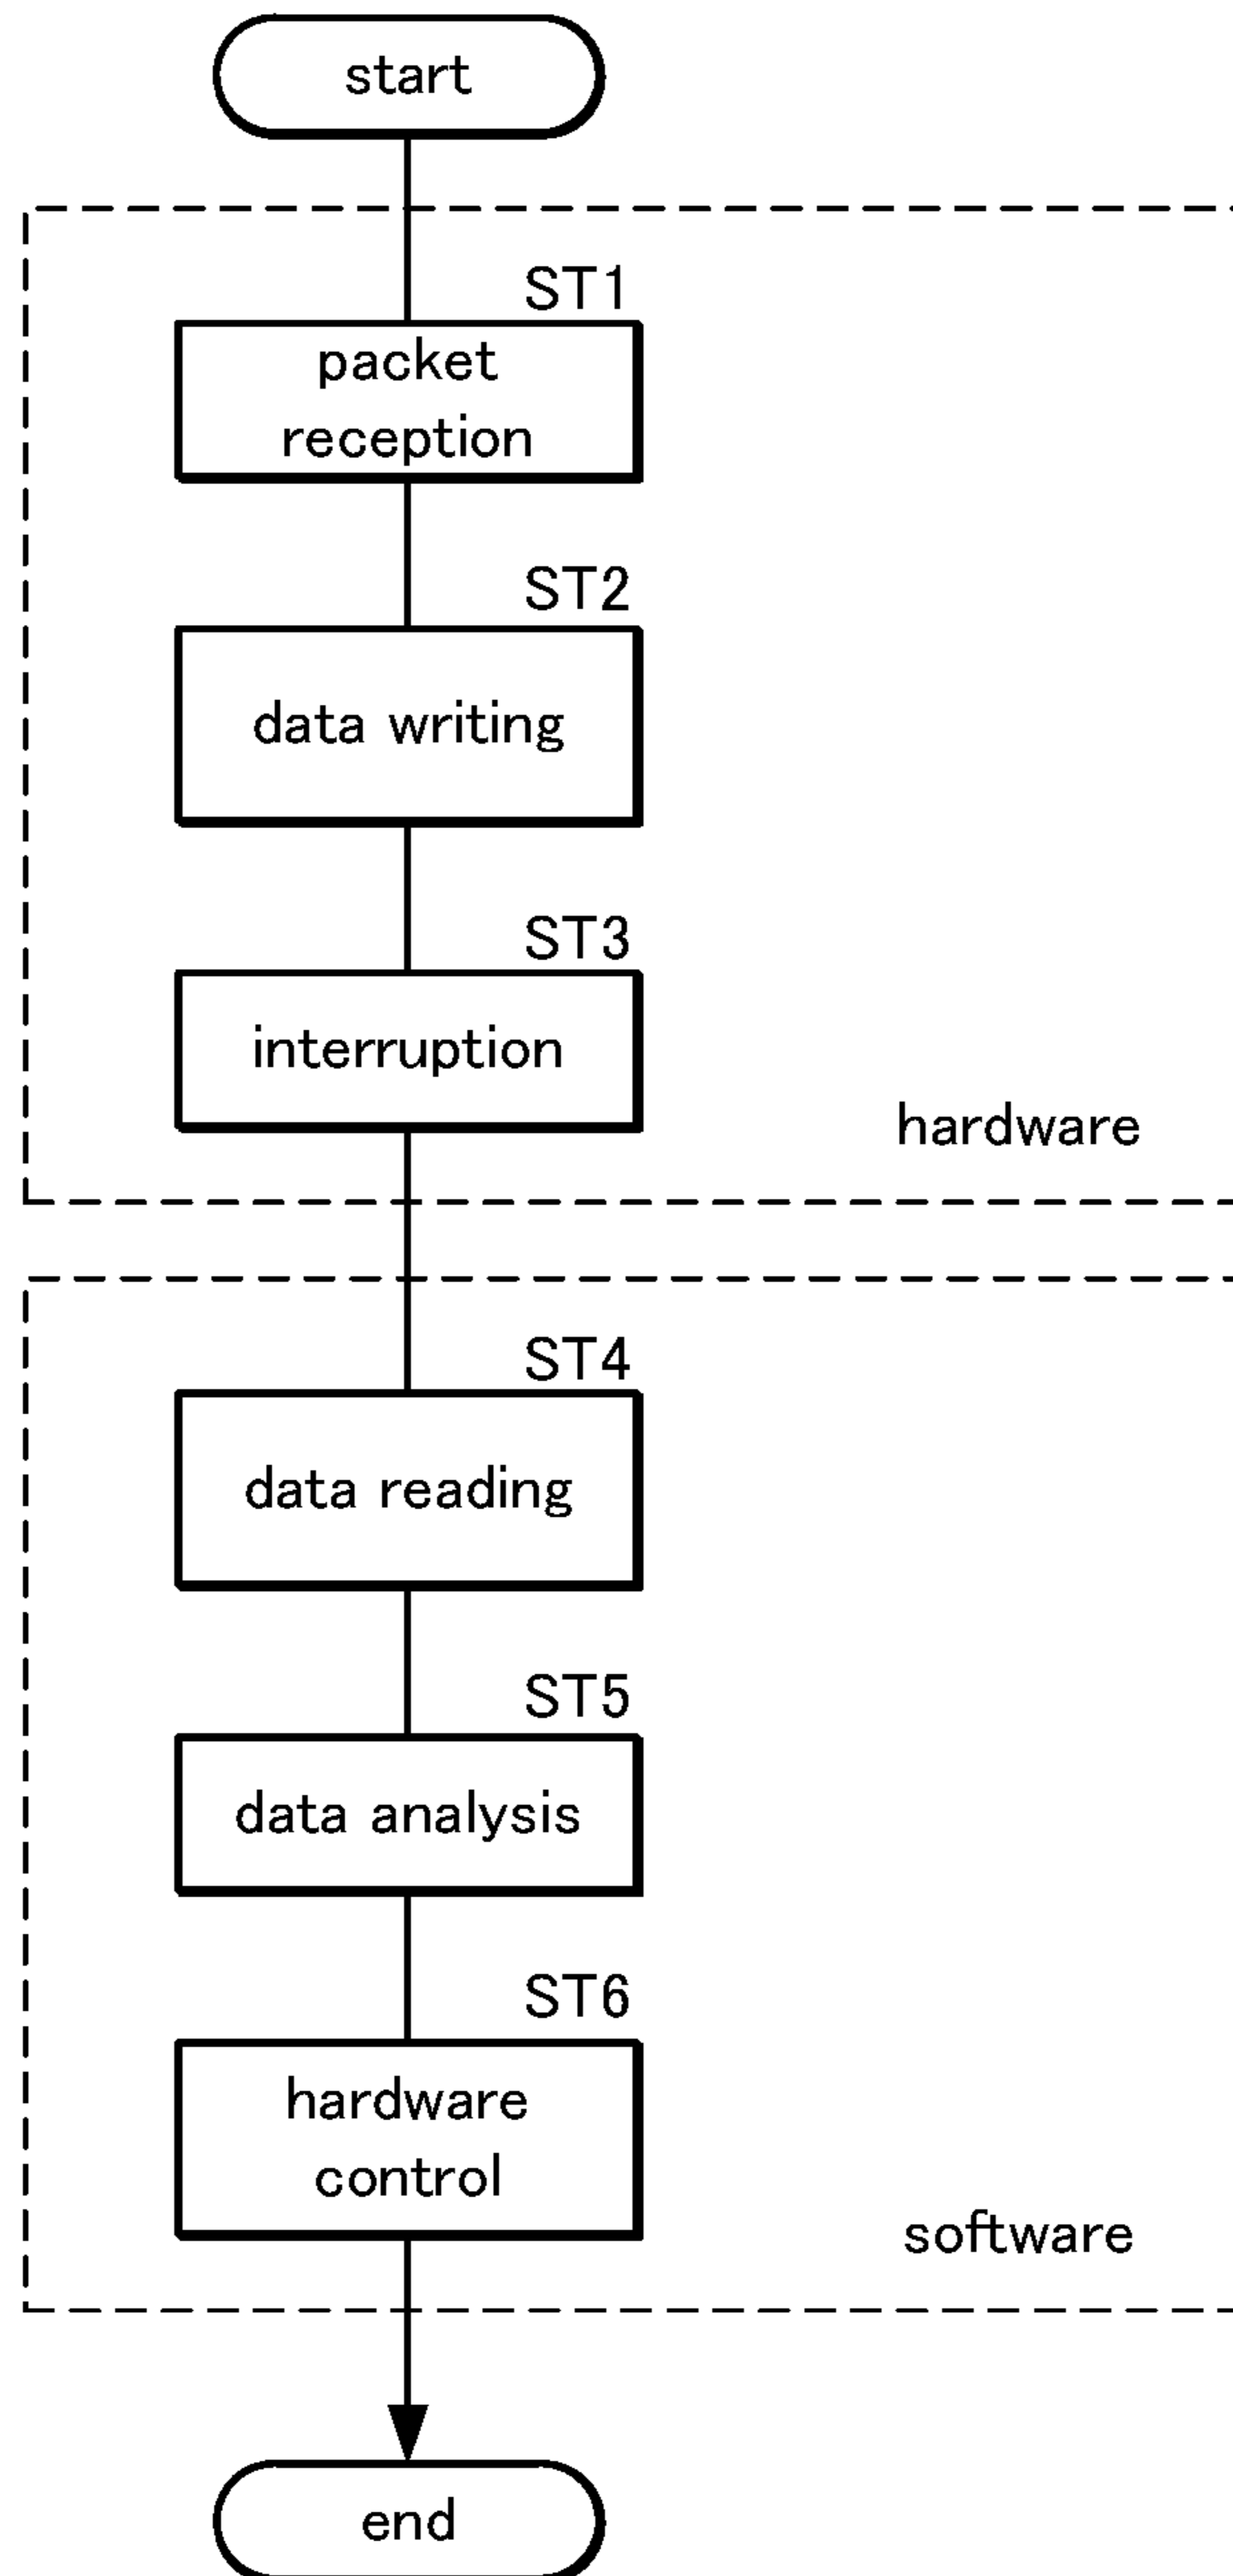 start
ST1
packet
reception
ST2
data writing
ST3
interruption
hardware
ST4
data reading
ST5
data analysis
ST6
hardware
control
software
end